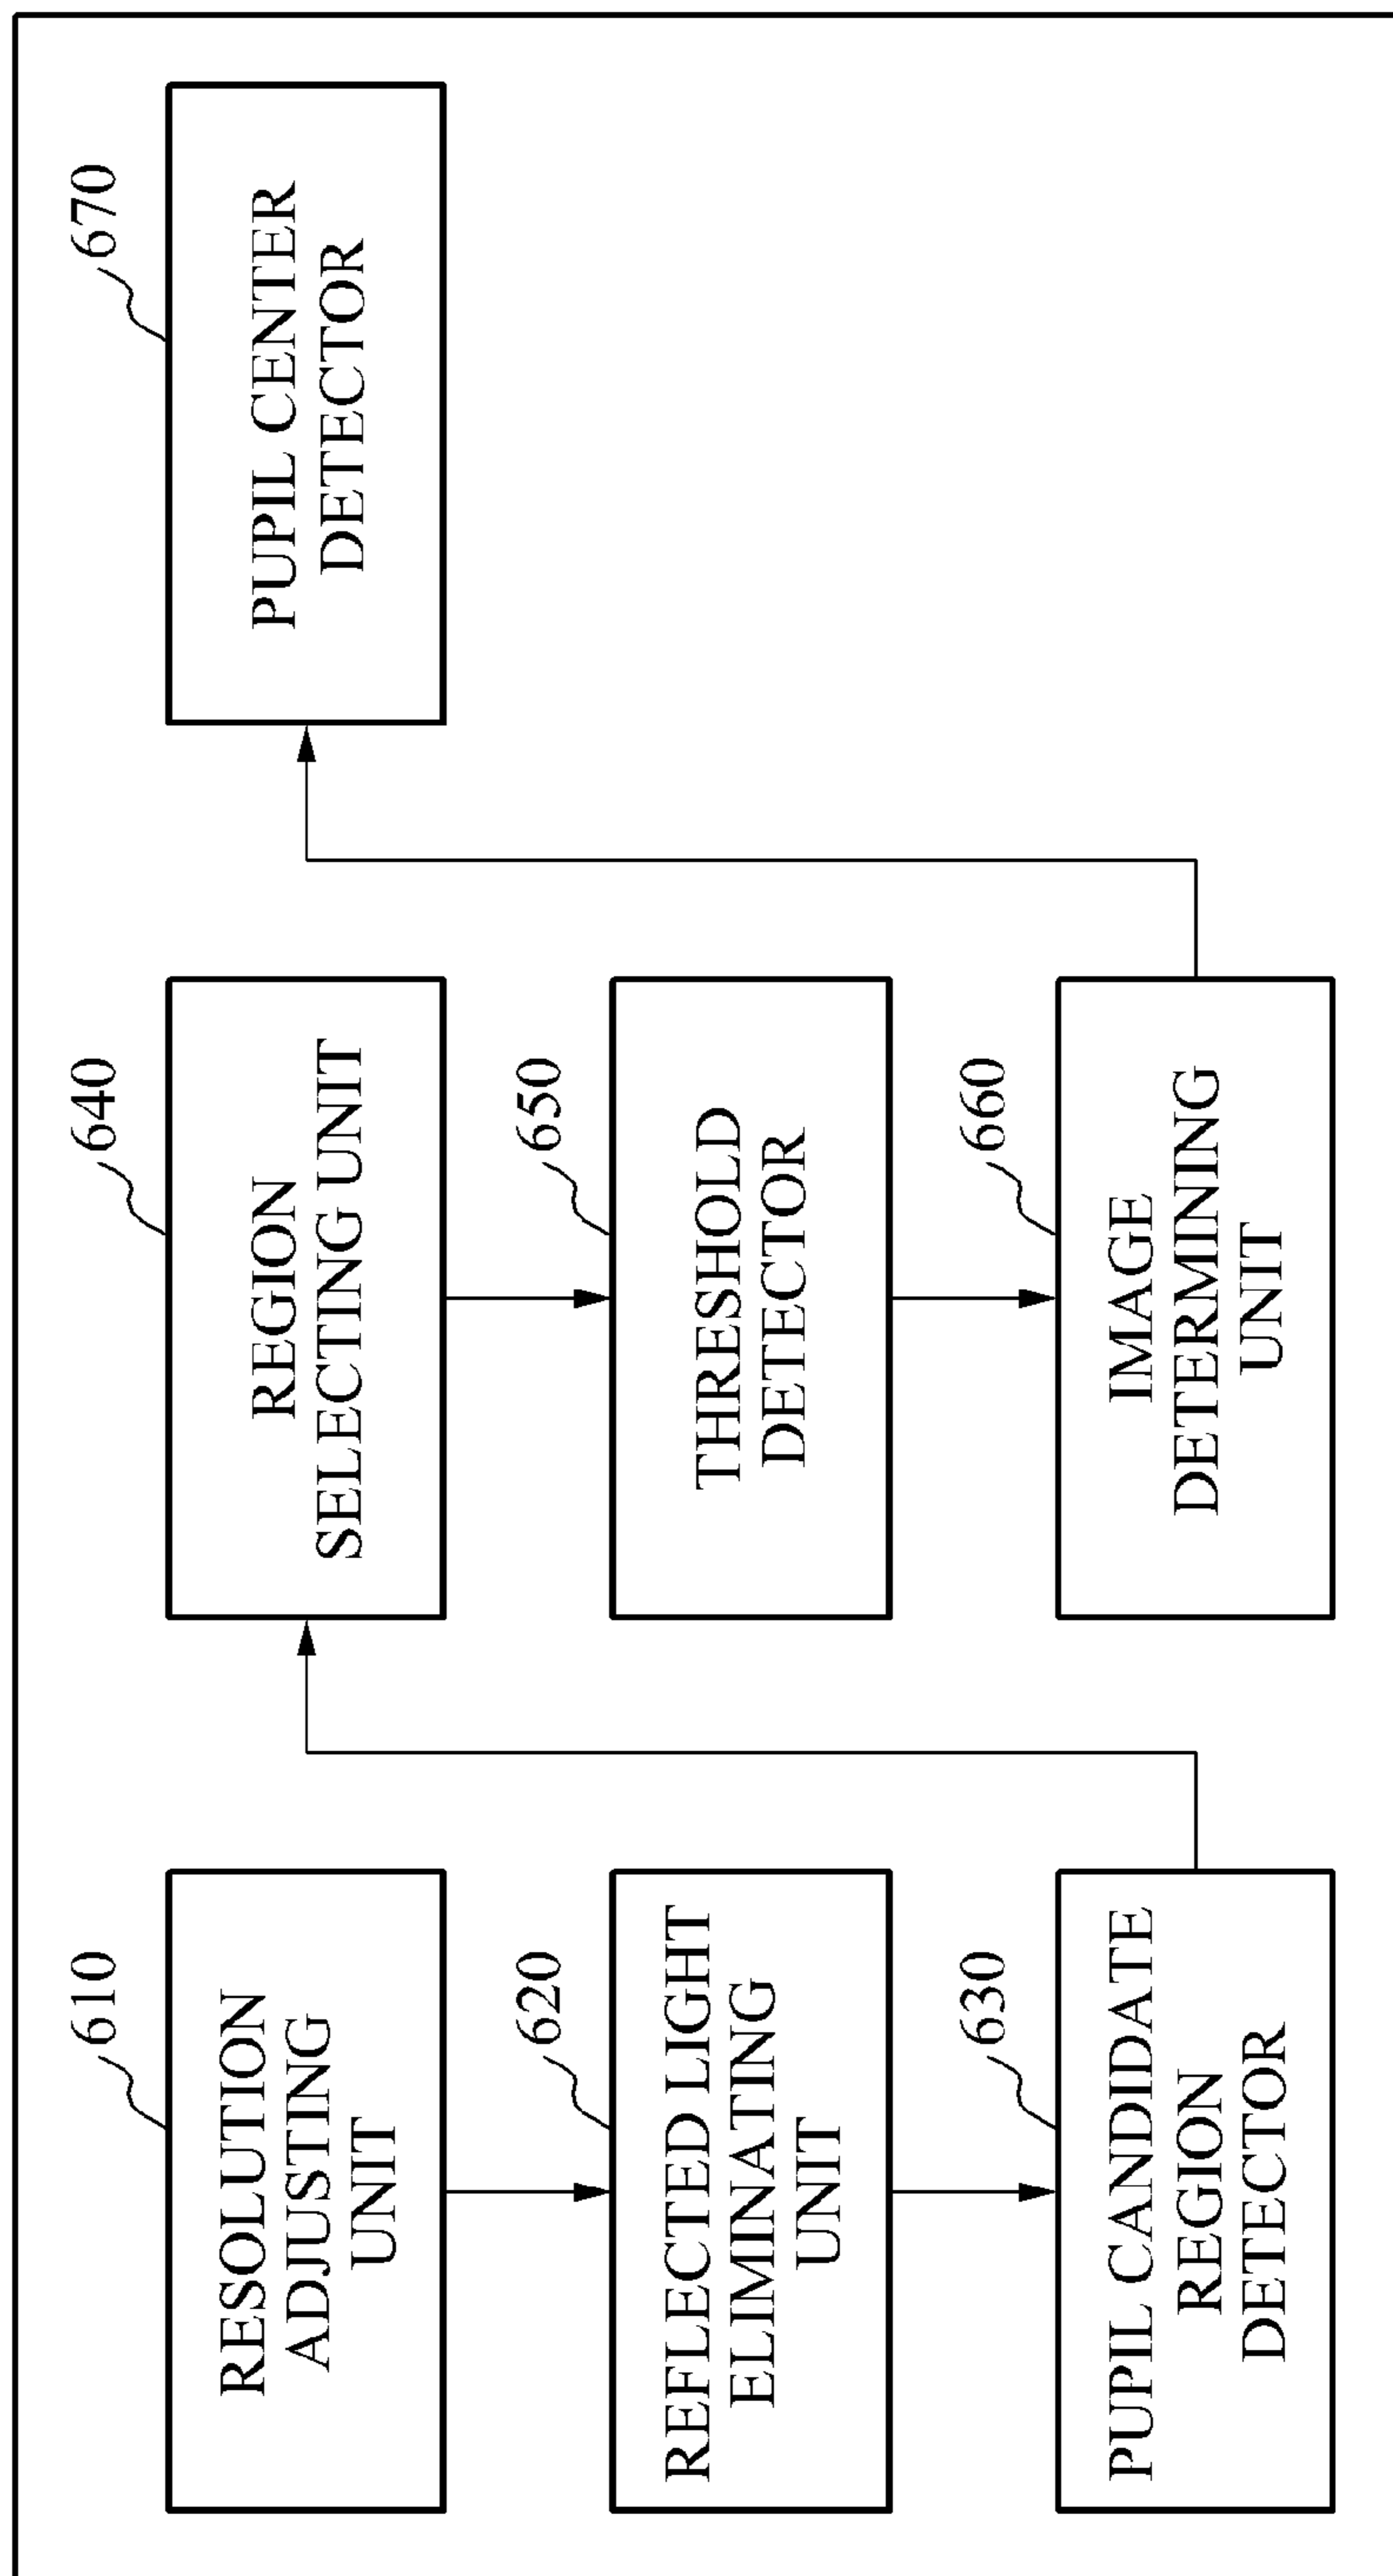 610
RESOLUTION
ADJUSTING
UNIT
620
REFLECTED LIGHT
ELIMINATING
UNIT
630
PUPIL CANDIDATE
REGION
DETECTOR
640
REGION
SELECTING UNIT
650
THRESHOLD
DETECTOR
660
IMAGE
DETERMINING
UNIT
670
PUPIL CENTER
DETECTOR